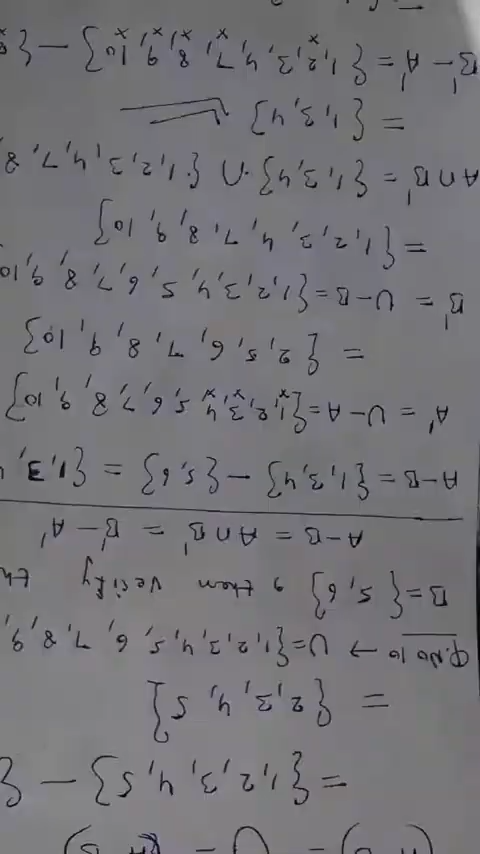 = {1, 2, 3, 4, 5} - {
= {2, 3, 4, 5}
Q.No 10 → U = {1, 2, 3, 4, 5, 6, 7, 8, 9,
B = {5, 6} , then verify th
A-B = A∩B' = B'-A'
A-B = {1, 3, 4} - {5, 6} = {1, 3, 4
A' = U-A = {1, 2, 3, 4, 5, 6, 7, 8, 9, 10}
= {2, 5, 6, 7, 8, 9, 10}
B' = U-B = {1, 2, 3, 4, 5, 6, 7, 8, 9, 10
= {1, 2, 3, 4, 7, 8, 9, 10}
A∩B' = {1, 3, 4} ∩ {1, 2, 3, 4, 7, 8,
= {1, 3, 4}
B'-A' = {1, 2, 3, 4, 7, 8, 9, 10} - {